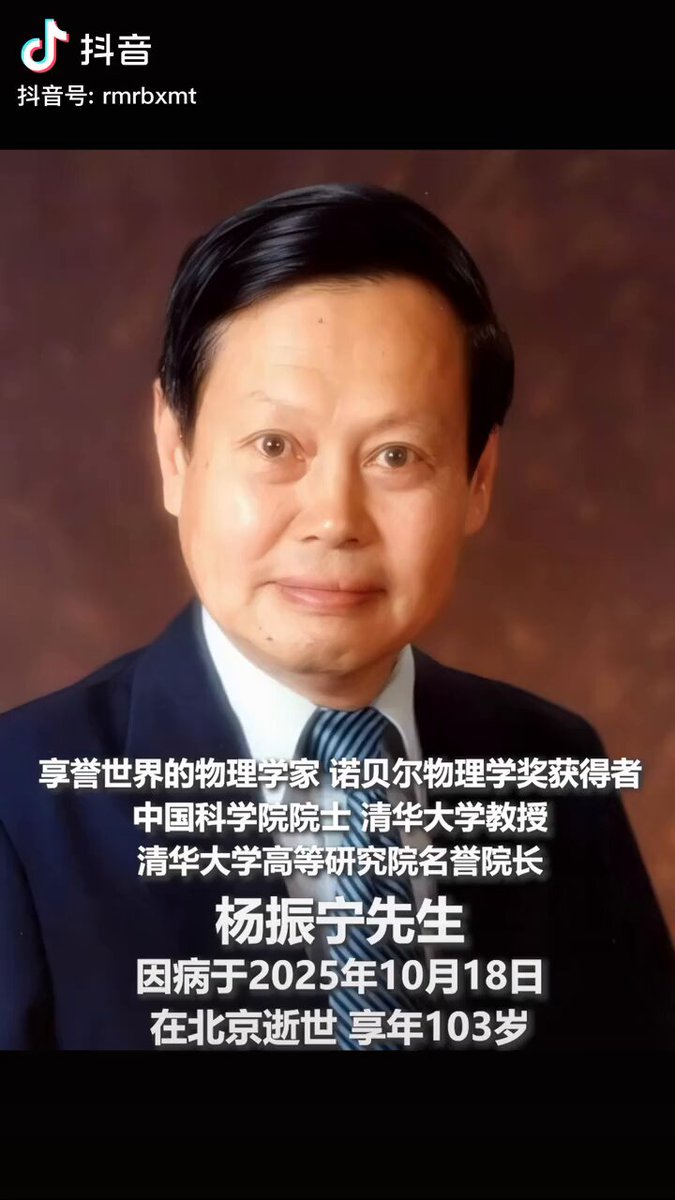 抖音
抖音号: rmrbxmt
享誉世界的物理学家 诺贝尔物理学奖获得者
中国科学院院士 清华大学教授
清华大学高等研究院名誉院长
杨振宁先生
因病于2025年10月18日
在北京逝世 享年103岁